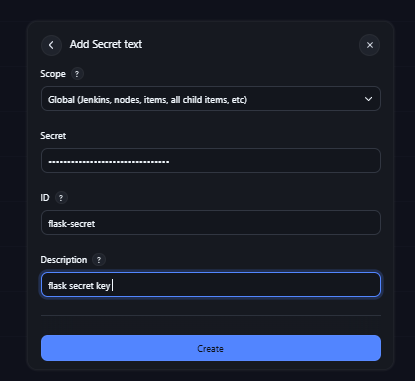 Add Secret text
Scope ?
Global (Jenkins, nodes, items, all child items, etc)
Secret
••••••••••••••••••••••••••••••••
ID ?
flask-secret
Description ?
flask secret key
Create